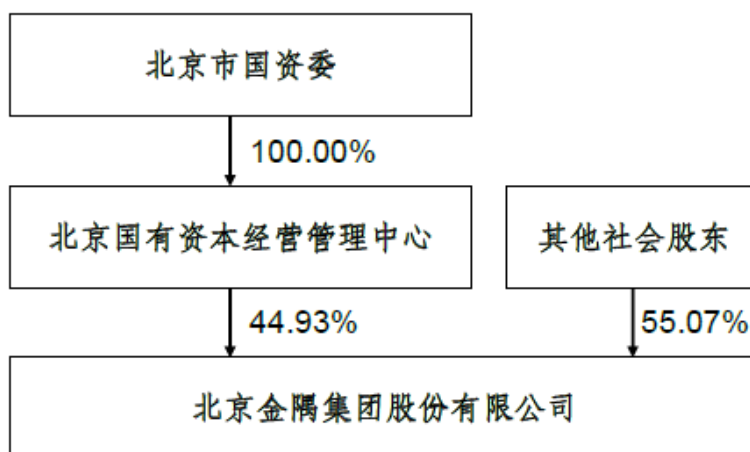 北京市国资委
100.00%
北京国有资本经营管理中心
其他社会股东
44.93%
55.07%
北京金隅集团股份有限公司